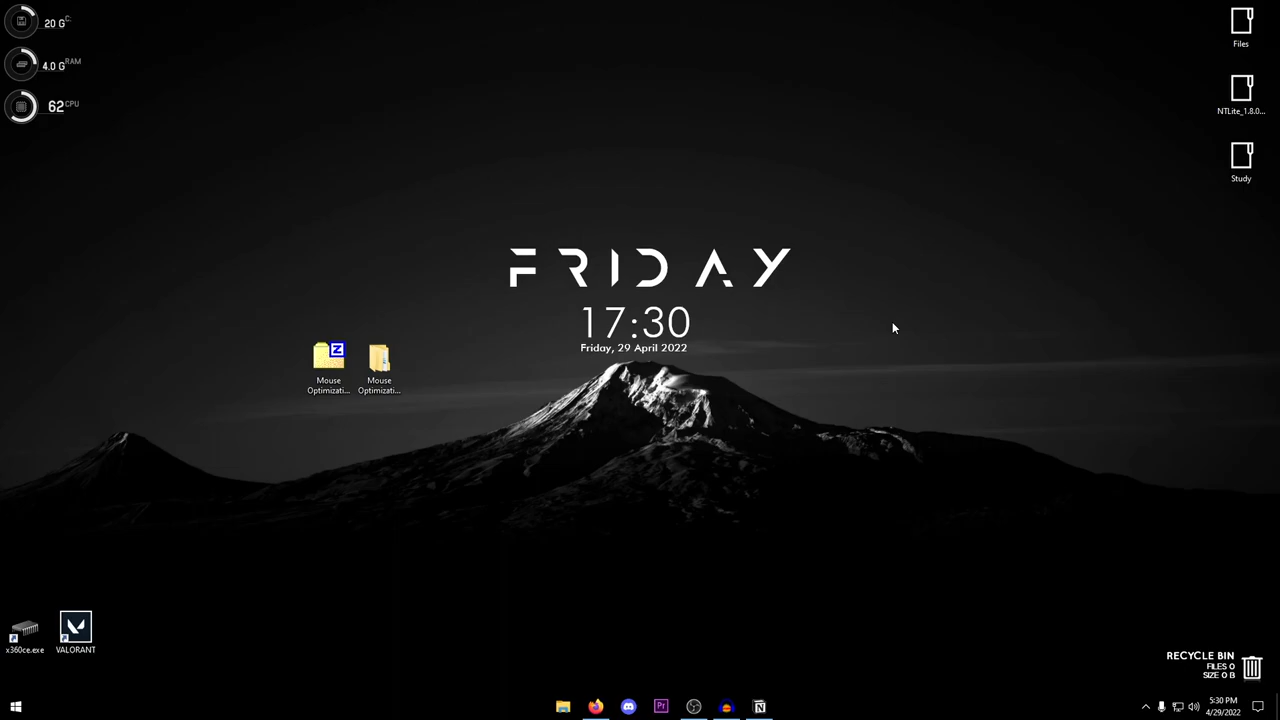 20 G C:
4.0 G RAM
62 CPU
Files
NTLite_1.8.0...
Study
FRIDAY
17:30
Friday, 29 April 2022
Mouse
Optimizati...
Mouse
Optimizati...
x360ce.exe
VALORANT
RECYCLE BIN
FILES 0
SIZE 0 B
Pr
N
5:30 PM
4/29/2022